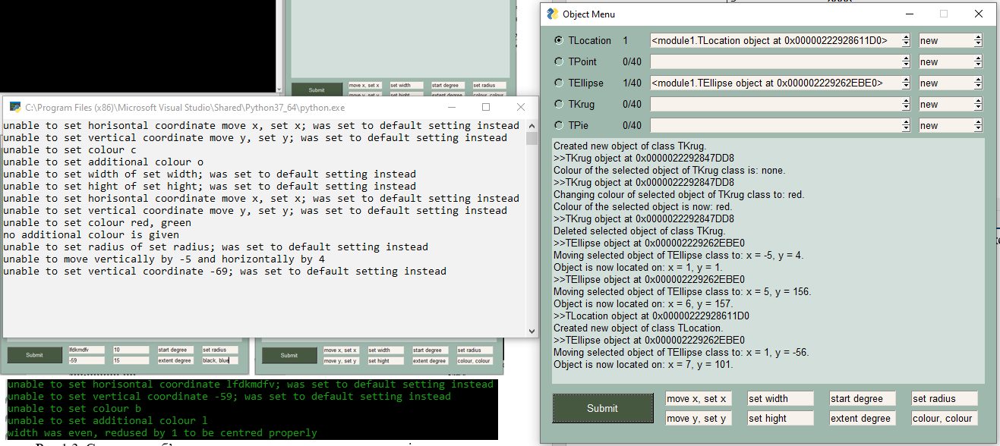 Submit
move x, set x
set width
start degree
set radius
C:\Program Files (x86)\Microsoft Visual Studio\Shared\Python37_64\python.exe
unable to set horisontal coordinate move x, set x; was set to default setting instead
unable to set vertical coordinate move y, set y; was set to default setting instead
unable to set colour c
unable to set additional colour o
unable to set width of set width; was set to default setting instead
unable to set hight of set hight; was set to default setting instead
unable to set horisontal coordinate move x, set x; was set to default setting instead
unable to set vertical coordinate move y, set y; was set to default setting instead
unable to set colour red, green
no additional colour is given
unable to set radius of set radius; was set to default setting instead
unable to move vertically by -5 and horizontally by 4
unable to set vertical coordinate -69; was set to default setting instead
Submit
lfdkmdfv
10
start degree
set radius
-59
15
extent degree
black, blue
Submit
move x, set x
set width
start degree
set radius
move y, set y
set hight
extent degree
colour, colour
unable to set horisontal coordinate lfdkmdfv; was set to default setting instead
unable to set vertical coordinate -59; was set to default setting instead
unable to set colour b
unable to set additional colour l
width was even, redused by 1 to be centred properly
Object Menu
TLocation 1 <module1.TLocation object at 0x00000222928611D0> new
TPoint 0/40 new
TEllipse 1/40 <module1.TEllipse object at 0x000002229262EBE0> new
TKrug 0/40 new
TPie 0/40 new
Created new object of class TKrug.
>>TKrug object at 0x0000022292847DD8
Colour of the selected object of TKrug class is: none.
>>TKrug object at 0x0000022292847DD8
Changing colour of selected object of TKrug class to: red.
Colour of the selected object is now: red.
>>TKrug object at 0x0000022292847DD8
Deleted selected object of class TKrug.
>>TEllipse object at 0x000002229262EBE0
Moving selected object of TEllipse class to: x = -5, y = 4.
Object is now located on: x = 1, y = 1.
>>TEllipse object at 0x000002229262EBE0
Moving selected object of TEllipse class to: x = 5, y = 156.
Object is now located on: x = 6, y = 157.
>>TLocation object at 0x00000222928611D0
Created new object of class TLocation.
>>TEllipse object at 0x000002229262EBE0
Moving selected object of TEllipse class to: x = 1, y = -56.
Object is now located on: x = 7, y = 101.
Submit
move x, set x
set width
start degree
set radius
move y, set y
set hight
extent degree
colour, colour